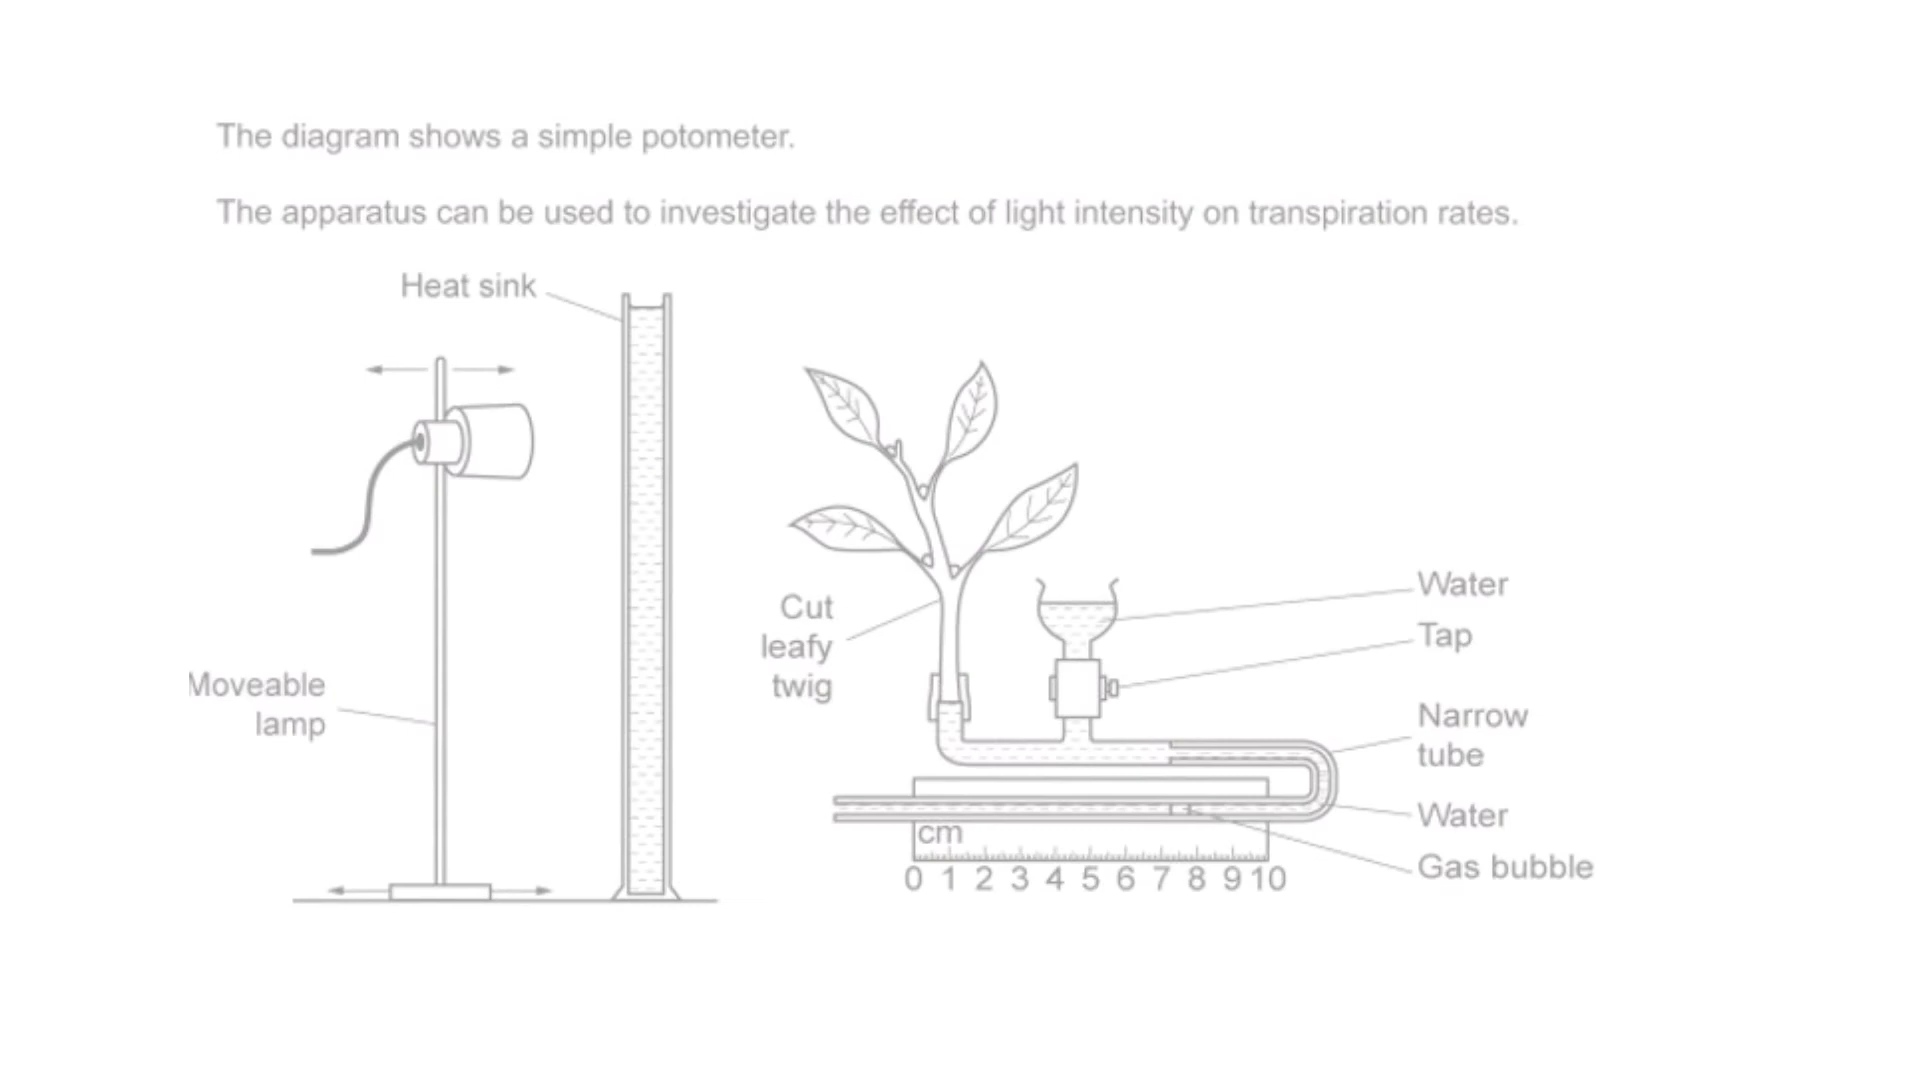 The diagram shows a simple potometer.
The apparatus can be used to investigate the effect of light intensity on transpiration rates.
Heat sink
Moveable
lamp
Cut
leafy
twig
Water
Tap
Narrow
tube
Water
Gas bubble
cm
0 1 2 3 4 5 6 7 8 9 10